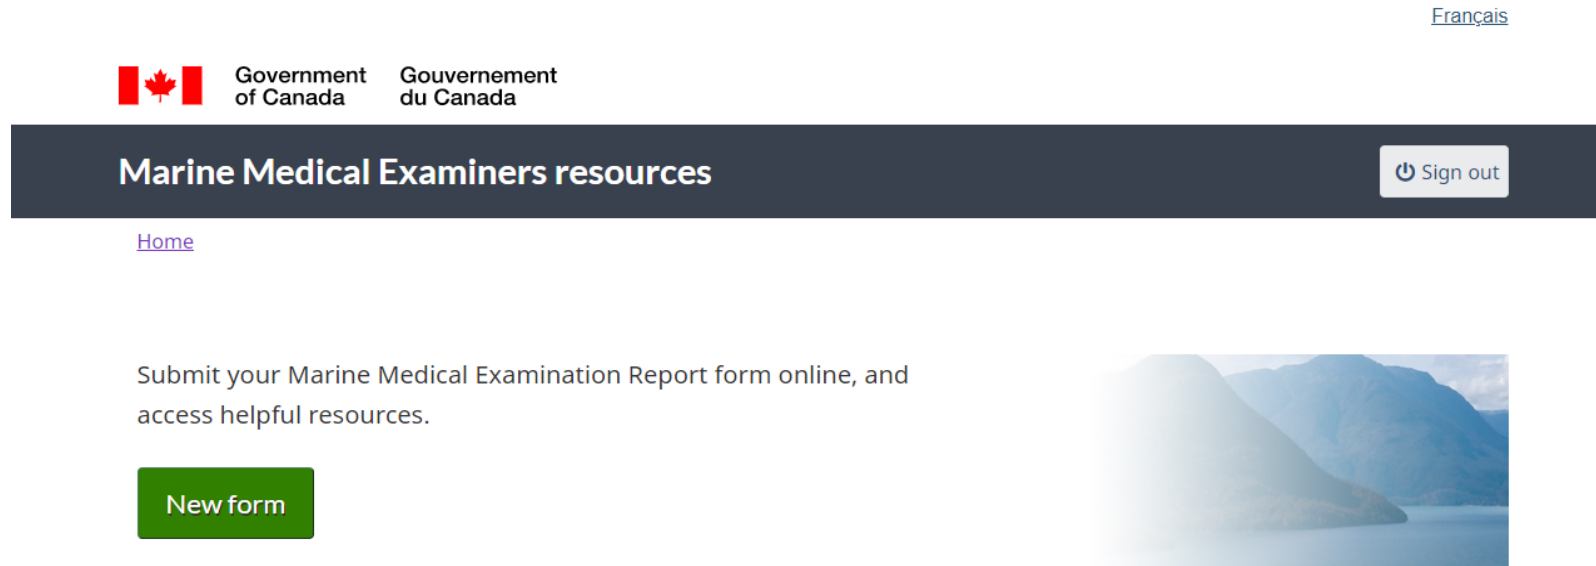 Français
Government Gouvernement
of Canada du Canada
Marine Medical Examiners resources
Sign out
Home
Submit your Marine Medical Examination Report form online, and
access helpful resources.
New form